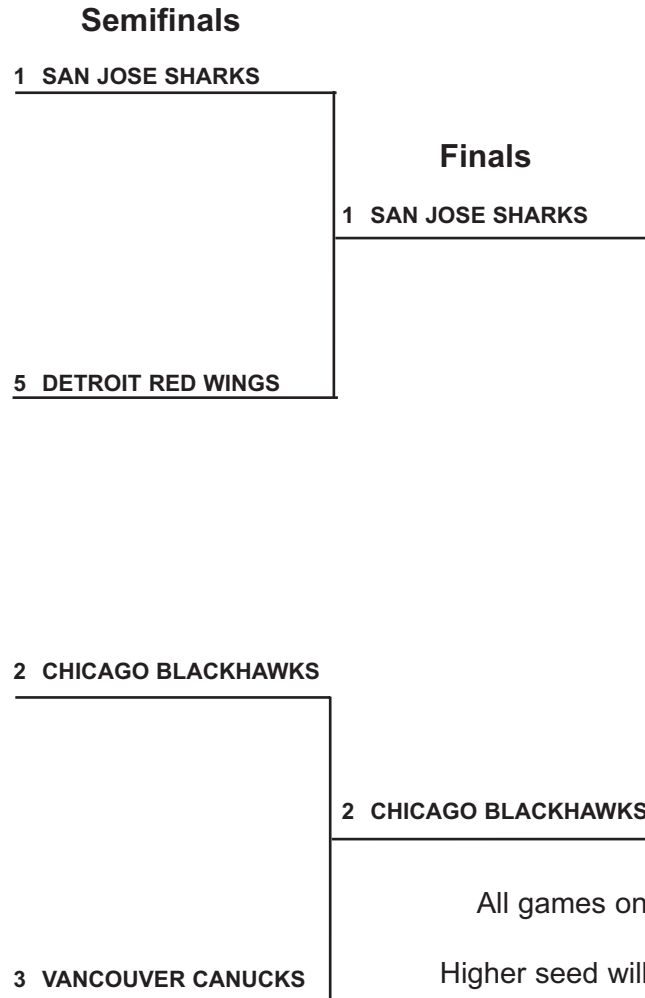 Semifinals
1 SAN JOSE SHARKS
Finals
1 SAN JOSE SHARKS
5 DETROIT RED WINGS
2 CHICAGO BLACKHAWKS
2 CHICAGO BLACKHAWKS
All games on
3 VANCOUVER CANUCKS
Higher seed will